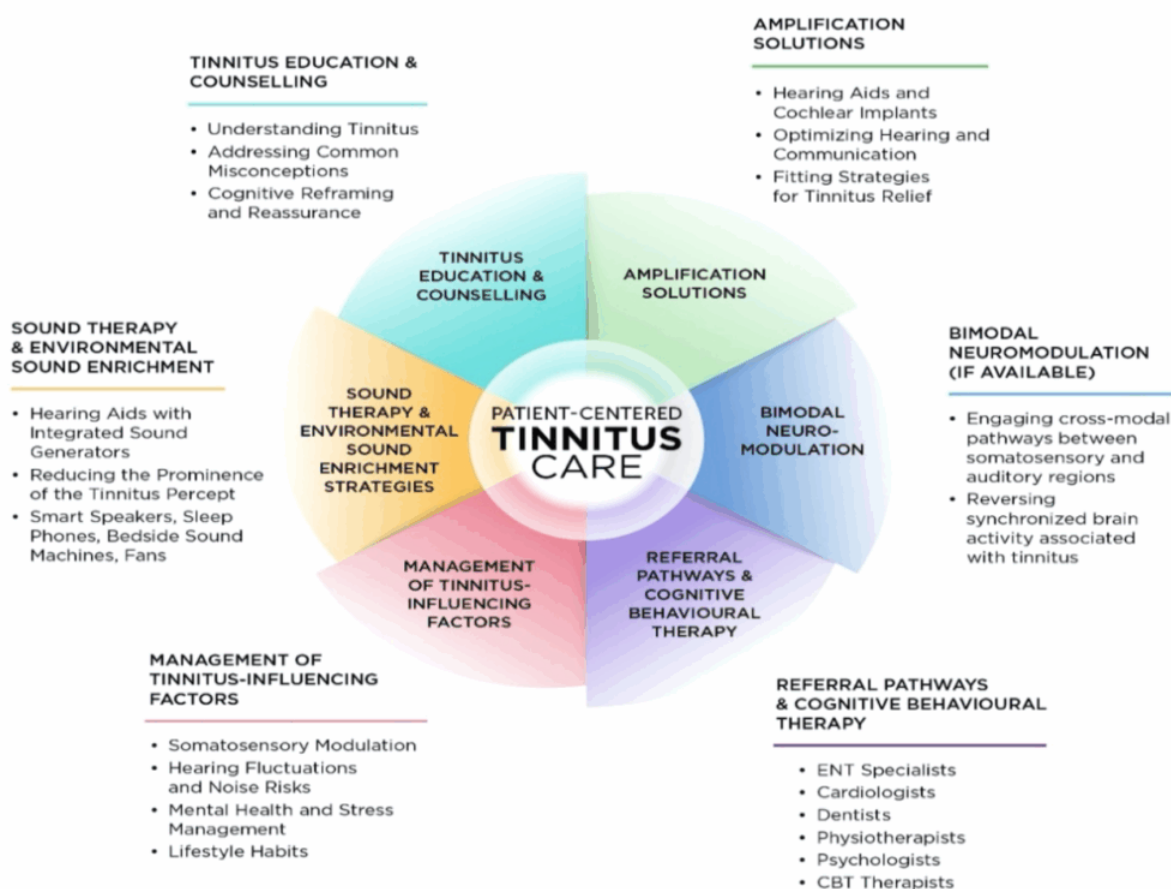 AMPLIFICATION
SOLUTIONS
• Hearing Aids and
Cochlear Implants
• Optimizing Hearing and
Communication
• Fitting Strategies
for Tinnitus Relief
TINNITUS EDUCATION &
COUNSELLING
• Understanding Tinnitus
• Addressing Common
Misconceptions
• Cognitive Reframing
and Reassurance
TINNITUS
EDUCATION &
COUNSELLING
AMPLIFICATION
SOLUTIONS
SOUND THERAPY
& ENVIRONMENTAL
SOUND ENRICHMENT
• Hearing Aids with
Integrated Sound
Generators
• Reducing the Prominence
of the Tinnitus Percept
• Smart Speakers, Sleep
Phones, Bedside Sound
Machines, Fans
SOUND
THERAPY &
ENVIRONMENTAL
SOUND
ENRICHMENT
STRATEGIES
PATIENT-CENTERED
TINNITUS
CARE
BIMODAL
NEURO-
MODULATION
BIMODAL
NEUROMODULATION
(IF AVAILABLE)
• Engaging cross-modal
pathways between
somatosensory and
auditory regions
• Reversing
synchronized brain
activity associated
with tinnitus
MANAGEMENT
OF TINNITUS-
INFLUENCING
FACTORS
REFERRAL
PATHWAYS &
COGNITIVE
BEHAVIOURAL
THERAPY
MANAGEMENT OF
TINNITUS-INFLUENCING
FACTORS
• Somatosensory Modulation
• Hearing Fluctuations
and Noise Risks
• Mental Health and Stress
Management
• Lifestyle Habits
REFERRAL PATHWAYS
& COGNITIVE BEHAVIOURAL
THERAPY
• ENT Specialists
• Cardiologists
• Dentists
• Physiotherapists
• Psychologists
• CBT Therapists